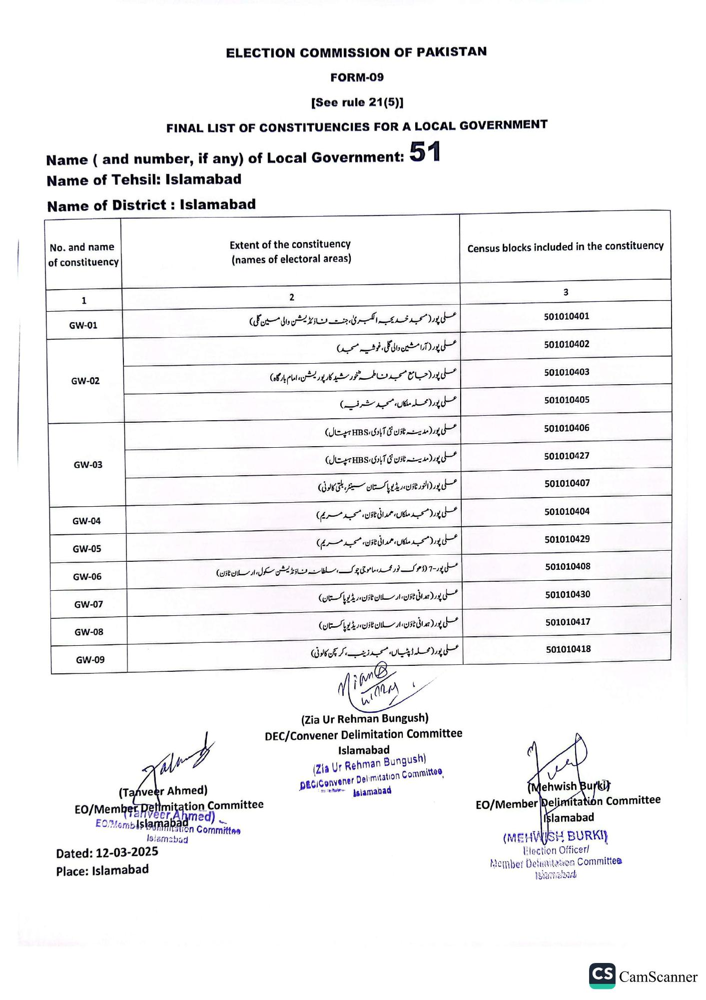 ELECTION COMMISSION OF PAKISTAN
FORM-09
[See rule 21(5)]
FINAL LIST OF CONSTITUENCIES FOR A LOCAL GOVERNMENT
Name ( and number, if any) of Local Government: 51
Name of Tehsil: Islamabad
Name of District : Islamabad
No. and name of constituency
Extent of the constituency (names of electoral areas)
Census blocks included in the constituency
1 2 3
GW-01 علی پور (مسجد خدیجہ الکبریٰ، جنت فاؤنڈیشن والی مین گلی) 501010401
GW-02 علی پور (آرا مشین والی گلی، غوثیہ مسجد) 501010402
علی پور (جامع مسجد فاطمہؓ خورشید کارپوریشن، امام بارگاہ) 501010403
علی پور (محلہ ملکاں، مسجد شرفیہ) 501010405
GW-03 علی پور (مدینہ ٹاؤن نئی آبادی، HBS ہسپتال) 501010406
علی پور (مدینہ ٹاؤن نئی آبادی، HBS ہسپتال) 501010427
علی پور (النور ٹاؤن، ریڈیو پاکستان سینٹر، بلتی کالونی) 501010407
GW-04 علی پور (مسجد ملکاں، ہمدانی ٹاؤن، مسجد مریم) 501010404
GW-05 علی پور (مسجد ملکاں، ہمدانی ٹاؤن، مسجد مریم) 501010429
GW-06 علی پور-7 (ڈھوک نور محمد، ماموجی چوک، سلطانہ فاؤنڈیشن سکول، ارسلان ٹاؤن) 501010408
GW-07 علی پور (ہمدانی ٹاؤن، ارسلان ٹاؤن، ریڈیو پاکستان) 501010430
GW-08 علی پور (ہمدانی ٹاؤن، ارسلان ٹاؤن، ریڈیو پاکستان) 501010417
GW-09 علی پور (محلہ ڈپٹیاں، مسجد زینب، کرسچن کالونی) 501010418
(Zia Ur Rehman Bungush)
DEC/Convener Delimitation Committee
Islamabad
(Zia Ur Rehman Bungush)
DEC/Convener Delimitation Committee
Islamabad
(Tanveer Ahmed)
EO/Member Delimitation Committee
Islamabad
(Tanveer Ahmed)
EO/Member Delimitation Committee
Islamabad
(Mehwish Burki)
EO/Member Delimitation Committee
Islamabad
(MEHWISH BURKI)
Election Officer/
Member Delimitation Committee
Islamabad
Dated: 12-03-2025
Place: Islamabad
CS CamScanner